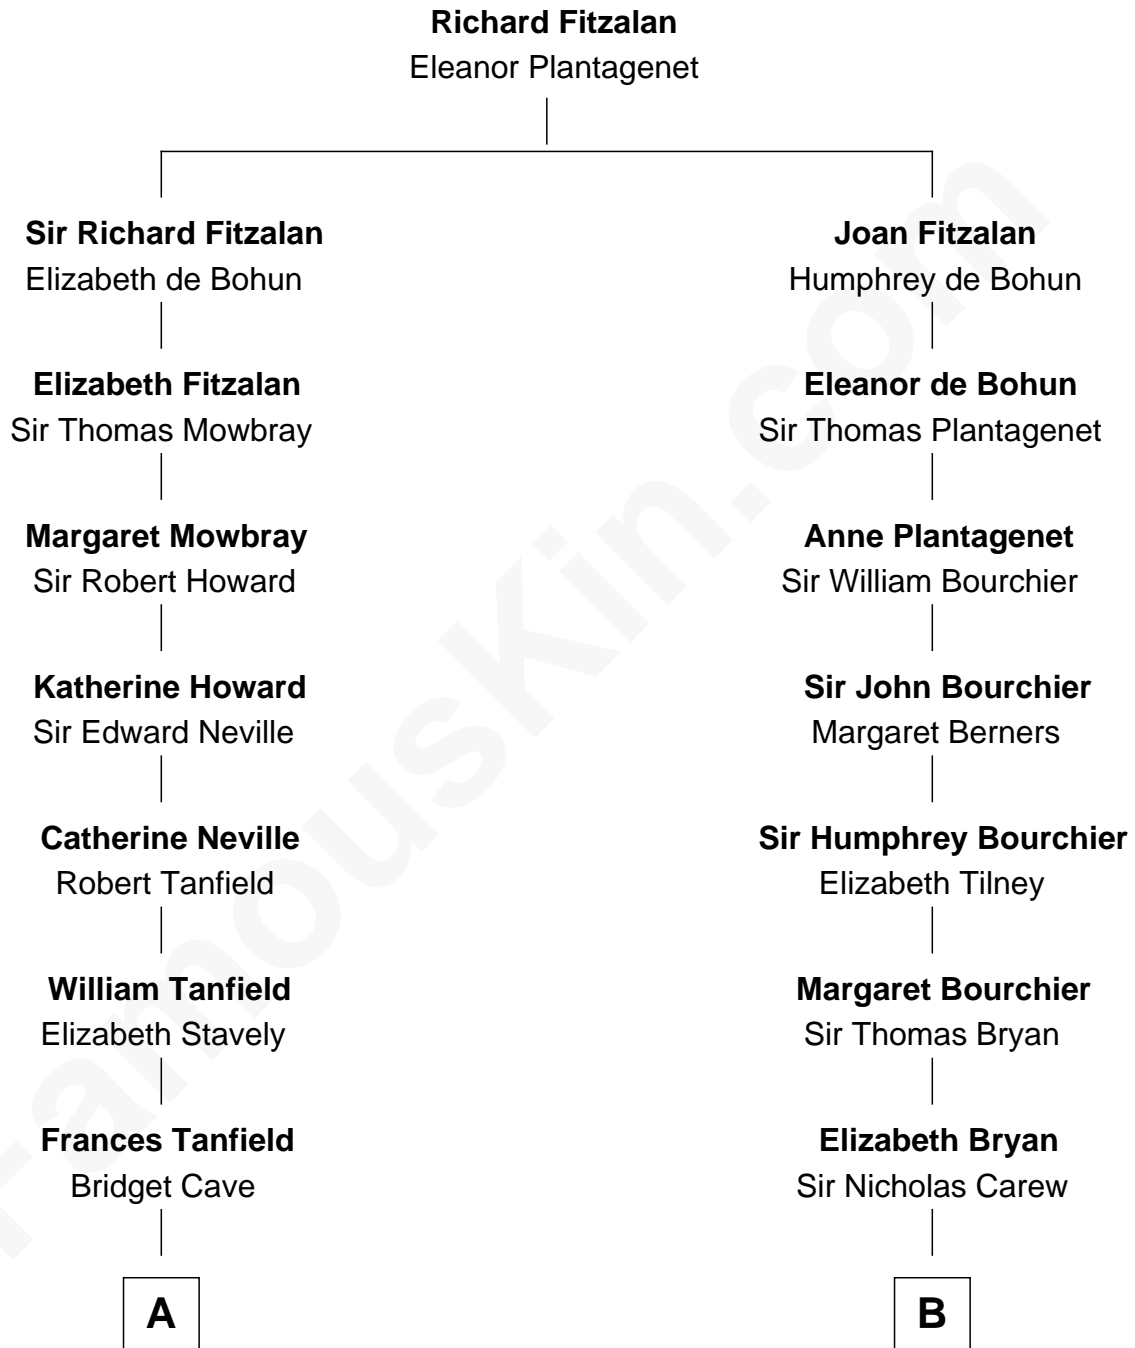 Richard Fitzalan
Eleanor Plantagenet
Sir Richard Fitzalan
Elizabeth de Bohun
Elizabeth Fitzalan
Sir Thomas Mowbray
Margaret Mowbray
Sir Robert Howard
Katherine Howard
Sir Edward Neville
Catherine Neville
Robert Tanfield
William Tanfield
Elizabeth Stavely
Frances Tanfield
Bridget Cave
A
Joan Fitzalan
Humphrey de Bohun
Eleanor de Bohun
Sir Thomas Plantagenet
Anne Plantagenet
Sir William Bourchier
Sir John Bourchier
Margaret Berners
Sir Humphrey Bourchier
Elizabeth Tilney
Margaret Bourchier
Sir Thomas Bryan
Elizabeth Bryan
Sir Nicholas Carew
B
FamousKin.com